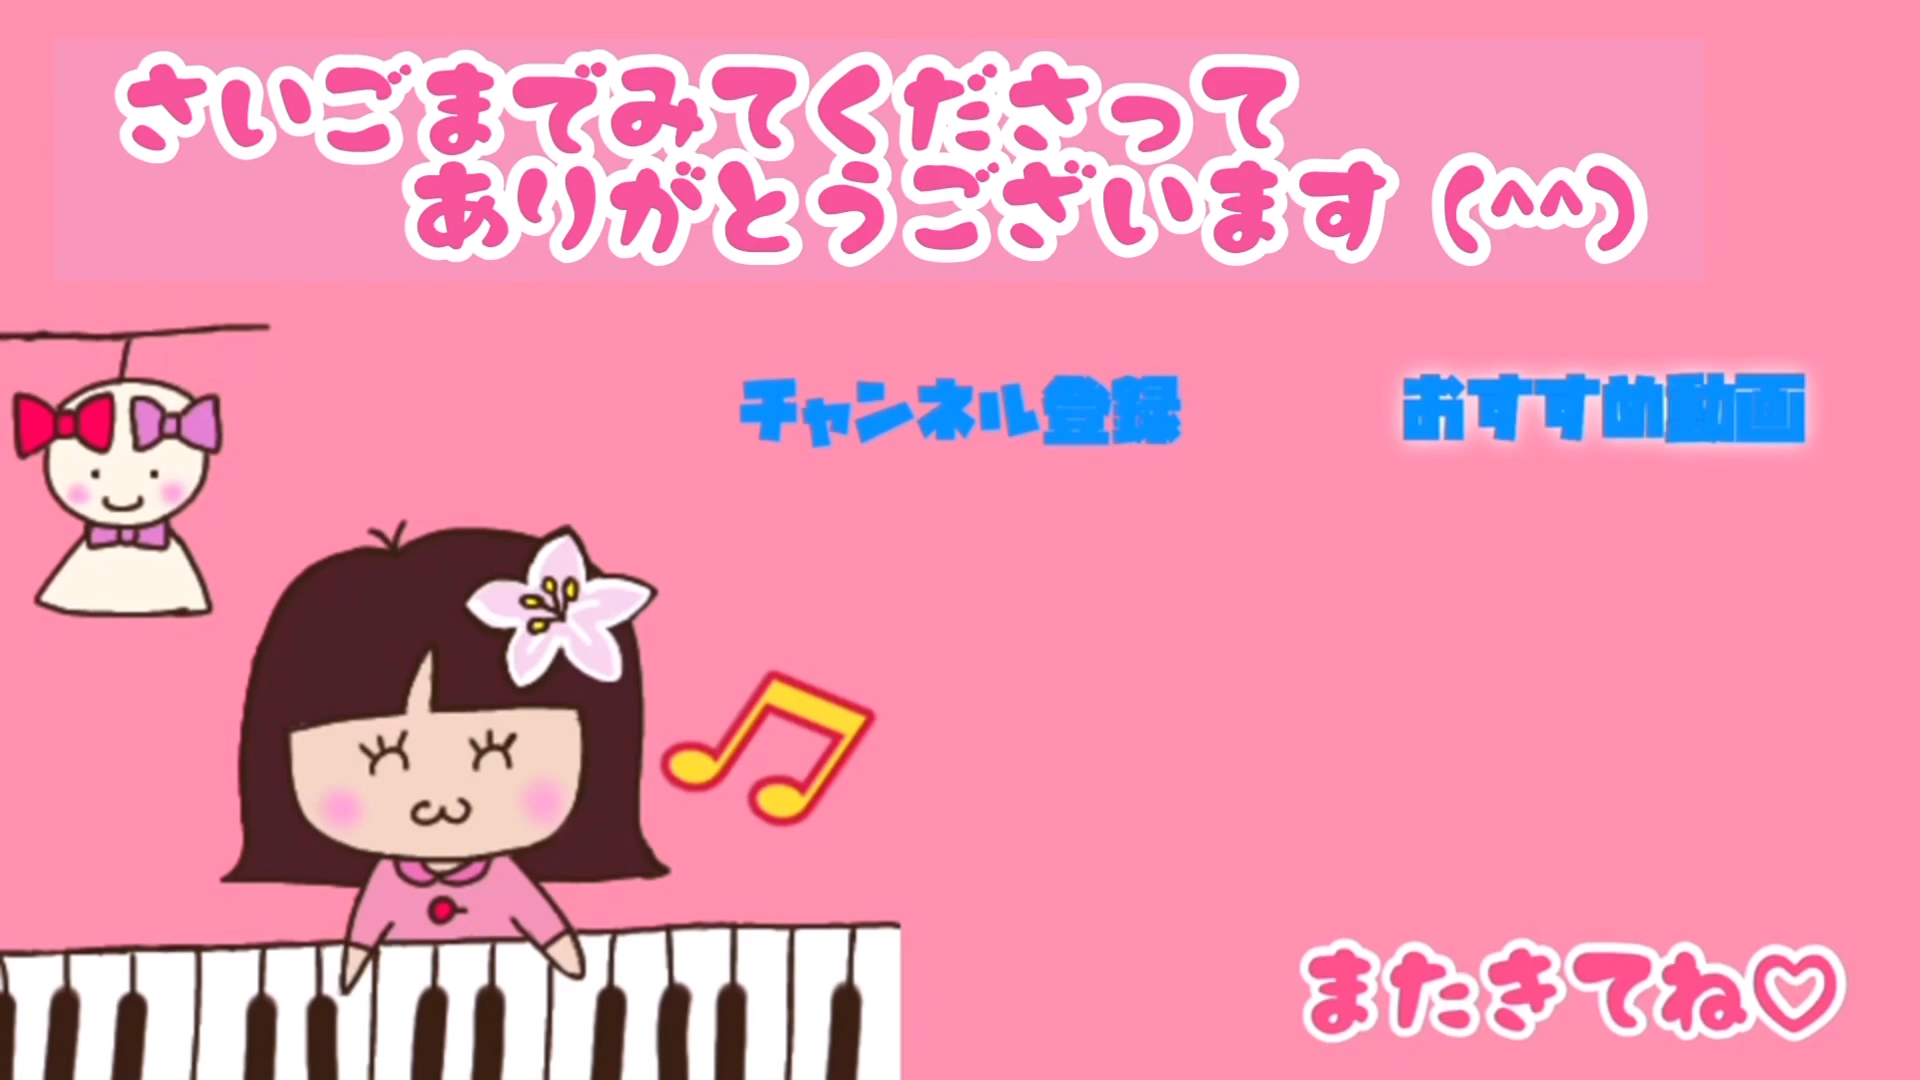 さいごまでみてくださって
ありがとうございます (^^)
チャンネル登録
おすすめ動画
またきてね♡